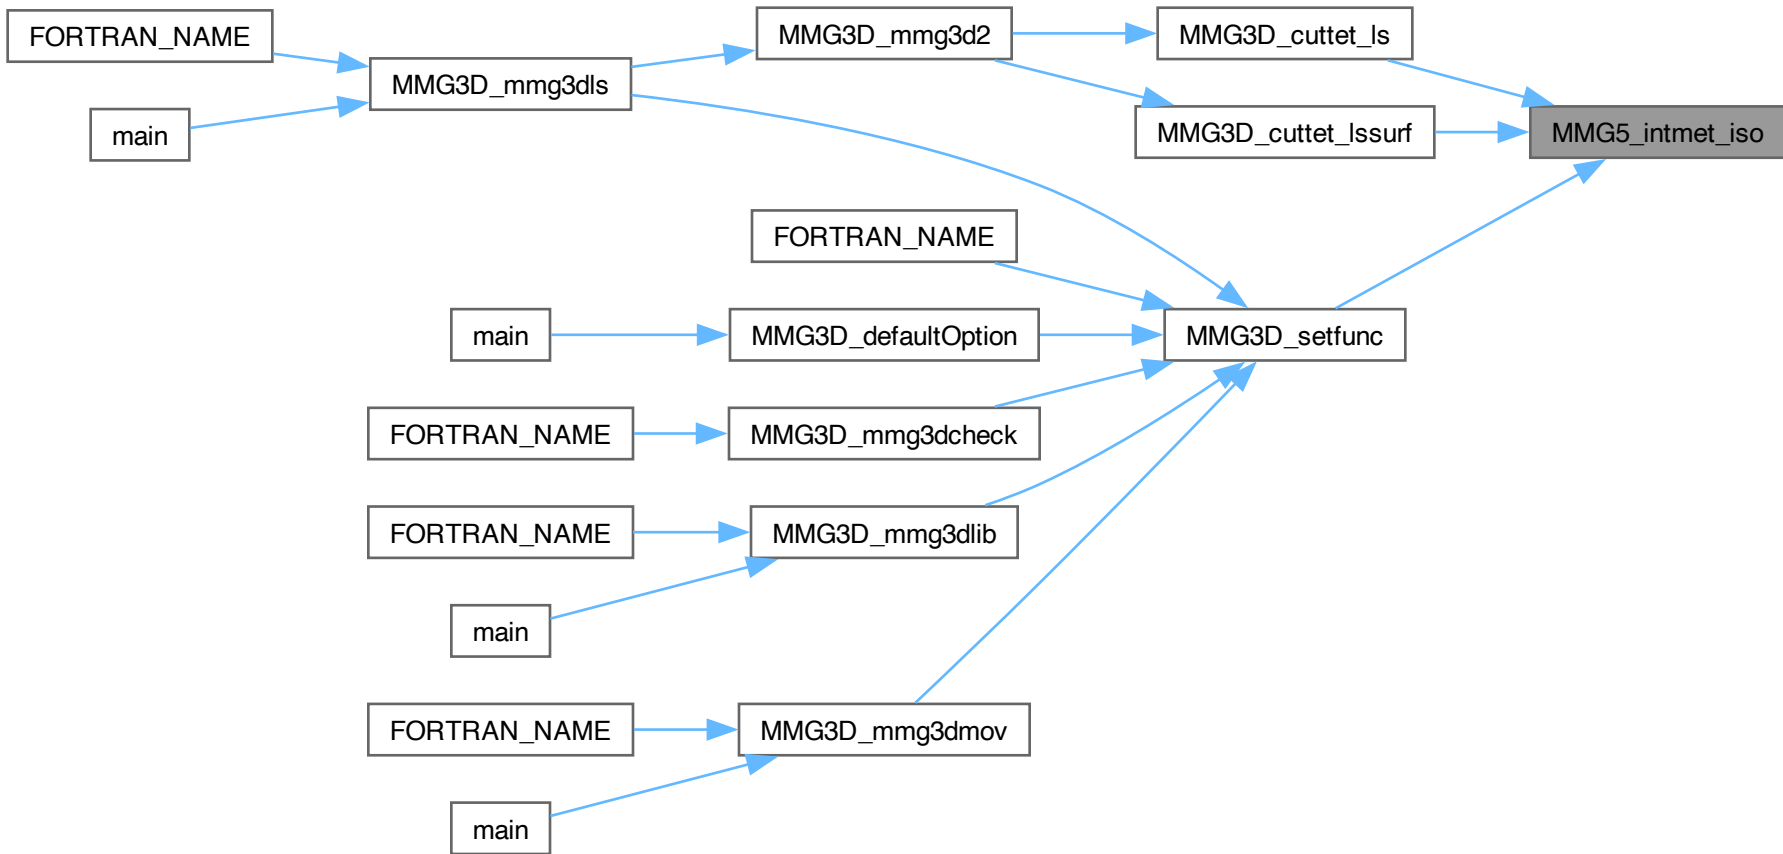 FORTRAN_NAME
MMG3D_mmg3d2
MMG3D_cuttet_ls
MMG3D_mmg3dls
main
MMG3D_cuttet_lssurf
MMG5_intmet_iso
FORTRAN_NAME
main
MMG3D_defaultOption
MMG3D_setfunc
FORTRAN_NAME
MMG3D_mmg3dcheck
FORTRAN_NAME
MMG3D_mmg3dlib
main
FORTRAN_NAME
MMG3D_mmg3dmov
main